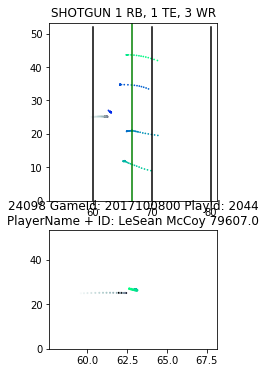 SHOTGUN 1 RB, 1 TE, 3 WR
50
40
30
20
10
0
60 70 80
24098 GameId: 2017100800 PlayId: 2044
PlayerName + ID: LeSean McCoy 79607.0
40
20
0
60.0 62.5 65.0 67.5